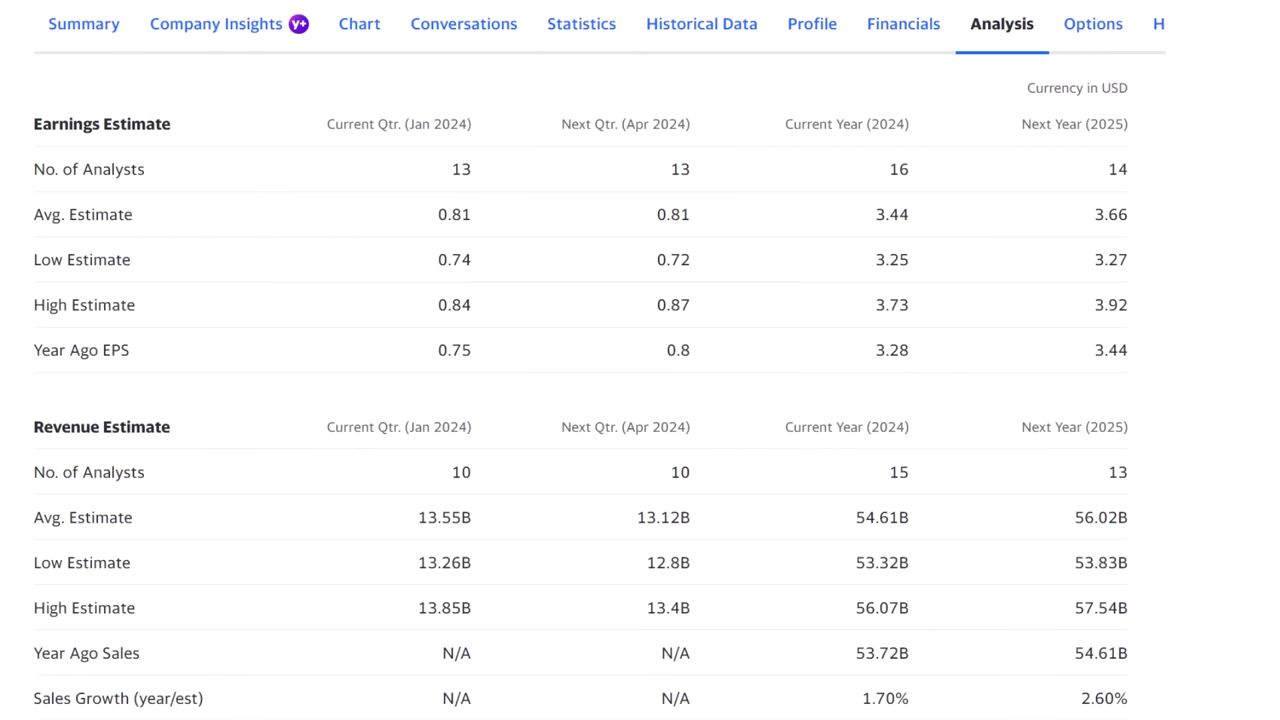 Summary Company Insights y+ Chart Conversations Statistics Historical Data Profile Financials Analysis Options H
Currency in USD
Earnings Estimate Current Qtr. (Jan 2024) Next Qtr. (Apr 2024) Current Year (2024) Next Year (2025)
No. of Analysts 13 13 16 14
Avg. Estimate 0.81 0.81 3.44 3.66
Low Estimate 0.74 0.72 3.25 3.27
High Estimate 0.84 0.87 3.73 3.92
Year Ago EPS 0.75 0.8 3.28 3.44
Revenue Estimate Current Qtr. (Jan 2024) Next Qtr. (Apr 2024) Current Year (2024) Next Year (2025)
No. of Analysts 10 10 15 13
Avg. Estimate 13.55B 13.12B 54.61B 56.02B
Low Estimate 13.26B 12.8B 53.32B 53.83B
High Estimate 13.85B 13.4B 56.07B 57.54B
Year Ago Sales N/A N/A 53.72B 54.61B
Sales Growth (year/est) N/A N/A 1.70% 2.60%